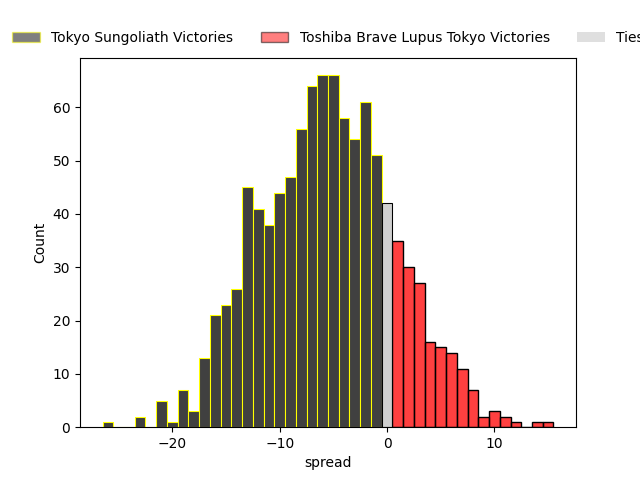 Tokyo Sungoliath Victories Toshiba Brave Lupus Tokyo Victories Ties
60
50
40
30
20
10
0
Count
−20 −10 0 10
spread